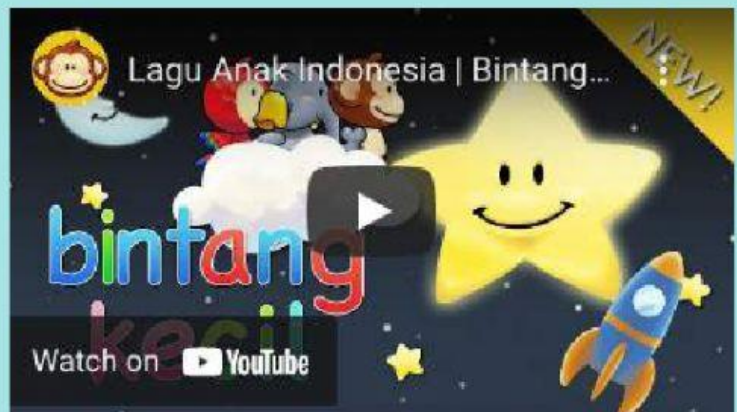 Lagu Anak Indonesia | Bintang...
NEW!
bintang
kecil
Watch on YouTube